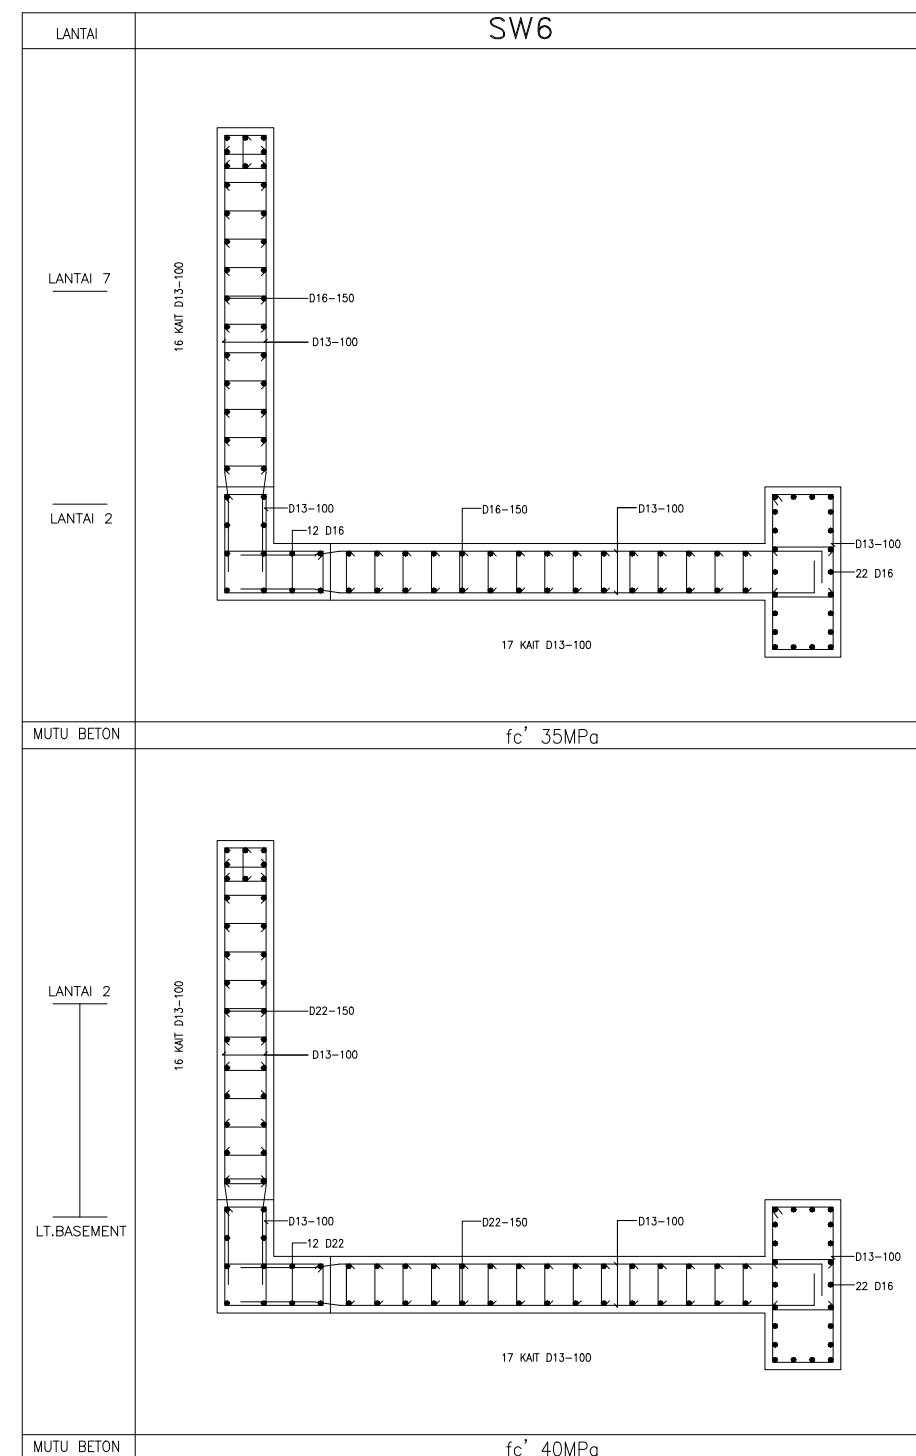 LANTAI
SW6
LANTAI 7
16 KAIT D13-100
D16-150
D13-100
LANTAI 2
D13-100
12 D16
D16-150
D13-100
D13-100
22 D16
17 KAIT D13-100
MUTU BETON
fc' 35MPa
LANTAI 2
16 KAIT D13-100
D22-150
D13-100
LT.BASEMENT
D13-100
12 D22
D22-150
D13-100
D13-100
22 D16
17 KAIT D13-100
MUTU BETON
fc' 40MPa